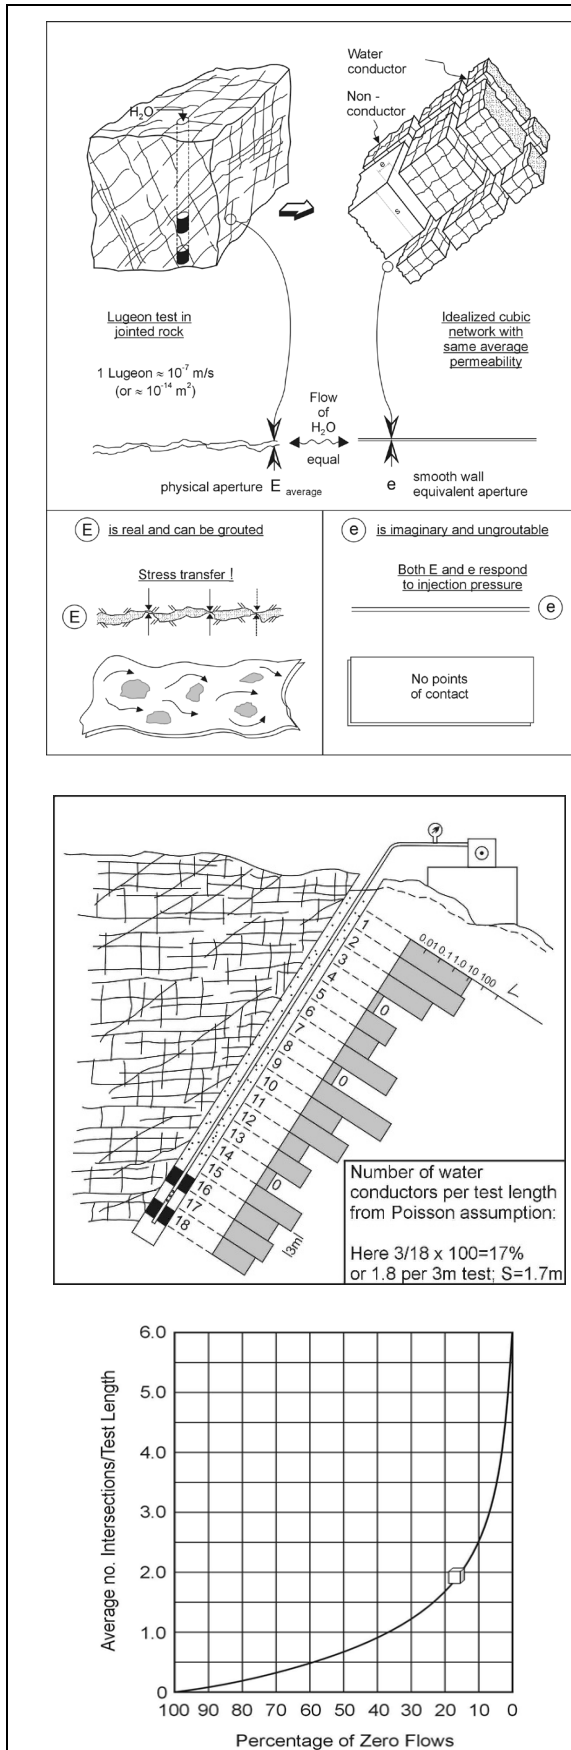 H2O
Water
conductor
Non -
conductor
e
s
Lugeon test in
jointed rock
1 Lugeon ≈ 10-7 m/s
(or ≈ 10-14 m2)
Idealized cubic
network with
same average
permeability
Flow
of
H2O
equal
physical aperture E average
e smooth wall
equivalent aperture
E is real and can be grouted
Stress transfer !
E
e is imaginary and ungroutable
Both E and e respond
to injection pressure
e
No points
of contact
0.01 0.1 1.0 10 100 L
1
2
3
4
0
5
6
7
8
0
9
10
11
12
13
14
0
15
16
17
18
3m
Number of water
conductors per test length
from Poisson assumption:
Here 3/18 x 100=17%
or 1.8 per 3m test; S=1.7m
Average no. Intersections/Test Length
6.0
5.0
4.0
3.0
2.0
1.0
0
100 90 80 70 60 50 40 30 20 10 0
Percentage of Zero Flows